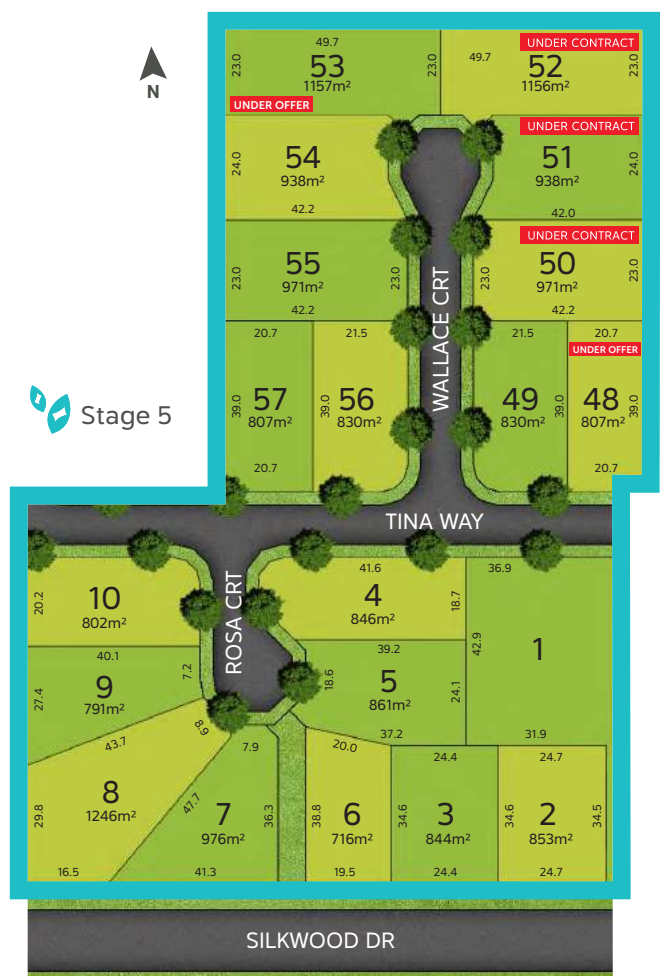 N
49.7
23.0
53
1157m²
23.0
UNDER OFFER
UNDER CONTRACT
49.7
52
1156m²
23.0
24.0
54
938m²
42.2
UNDER CONTRACT
51
938m²
24.0
42.0
23.0
55
971m²
23.0
42.2
UNDER CONTRACT
23.0
50
971m²
23.0
42.2
WALLACE CRT
20.7
39.0
57
807m²
20.7
21.5
39.0
56
830m²
21.5
49
830m²
39.0
20.7
UNDER OFFER
48
807m²
39.0
20.7
Stage 5
TINA WAY
ROSA CRT
20.2
10
802m²
40.1
27.4
9
791m²
7.2
43.7
8.9
29.8
8
1246m²
16.5
47.7
7.9
7
976m²
36.3
41.3
41.6
4
846m²
18.7
39.2
18.6
5
861m²
24.1
37.2
36.9
42.9
1
31.9
20.0
38.8
6
716m²
19.5
24.4
34.6
3
844m²
24.4
24.7
34.6
2
853m²
34.5
24.7
SILKWOOD DR